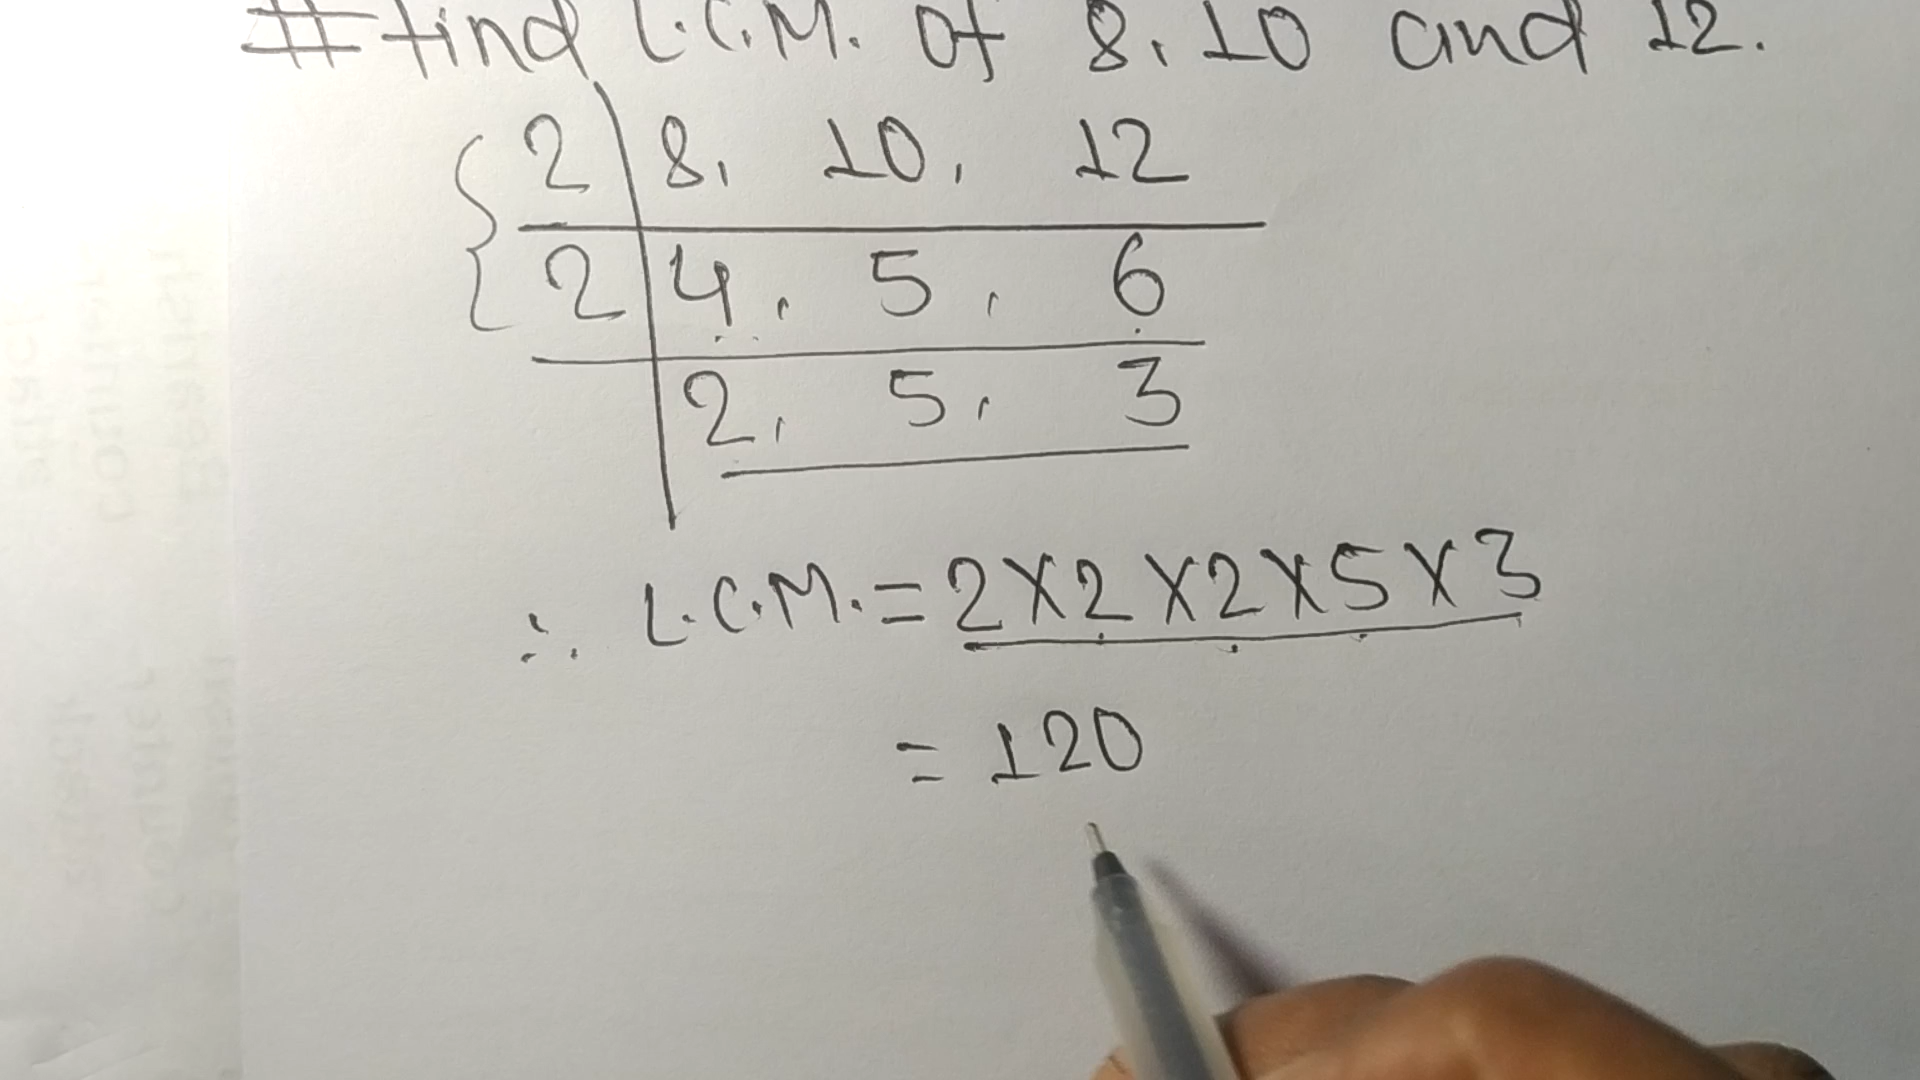 # find L.C.M. of 8, 10 and 12.
2 8, 10, 12
2 4, 5, 6
2, 5, 3
∴ L.C.M. = 2×2×2×5×3
= 120